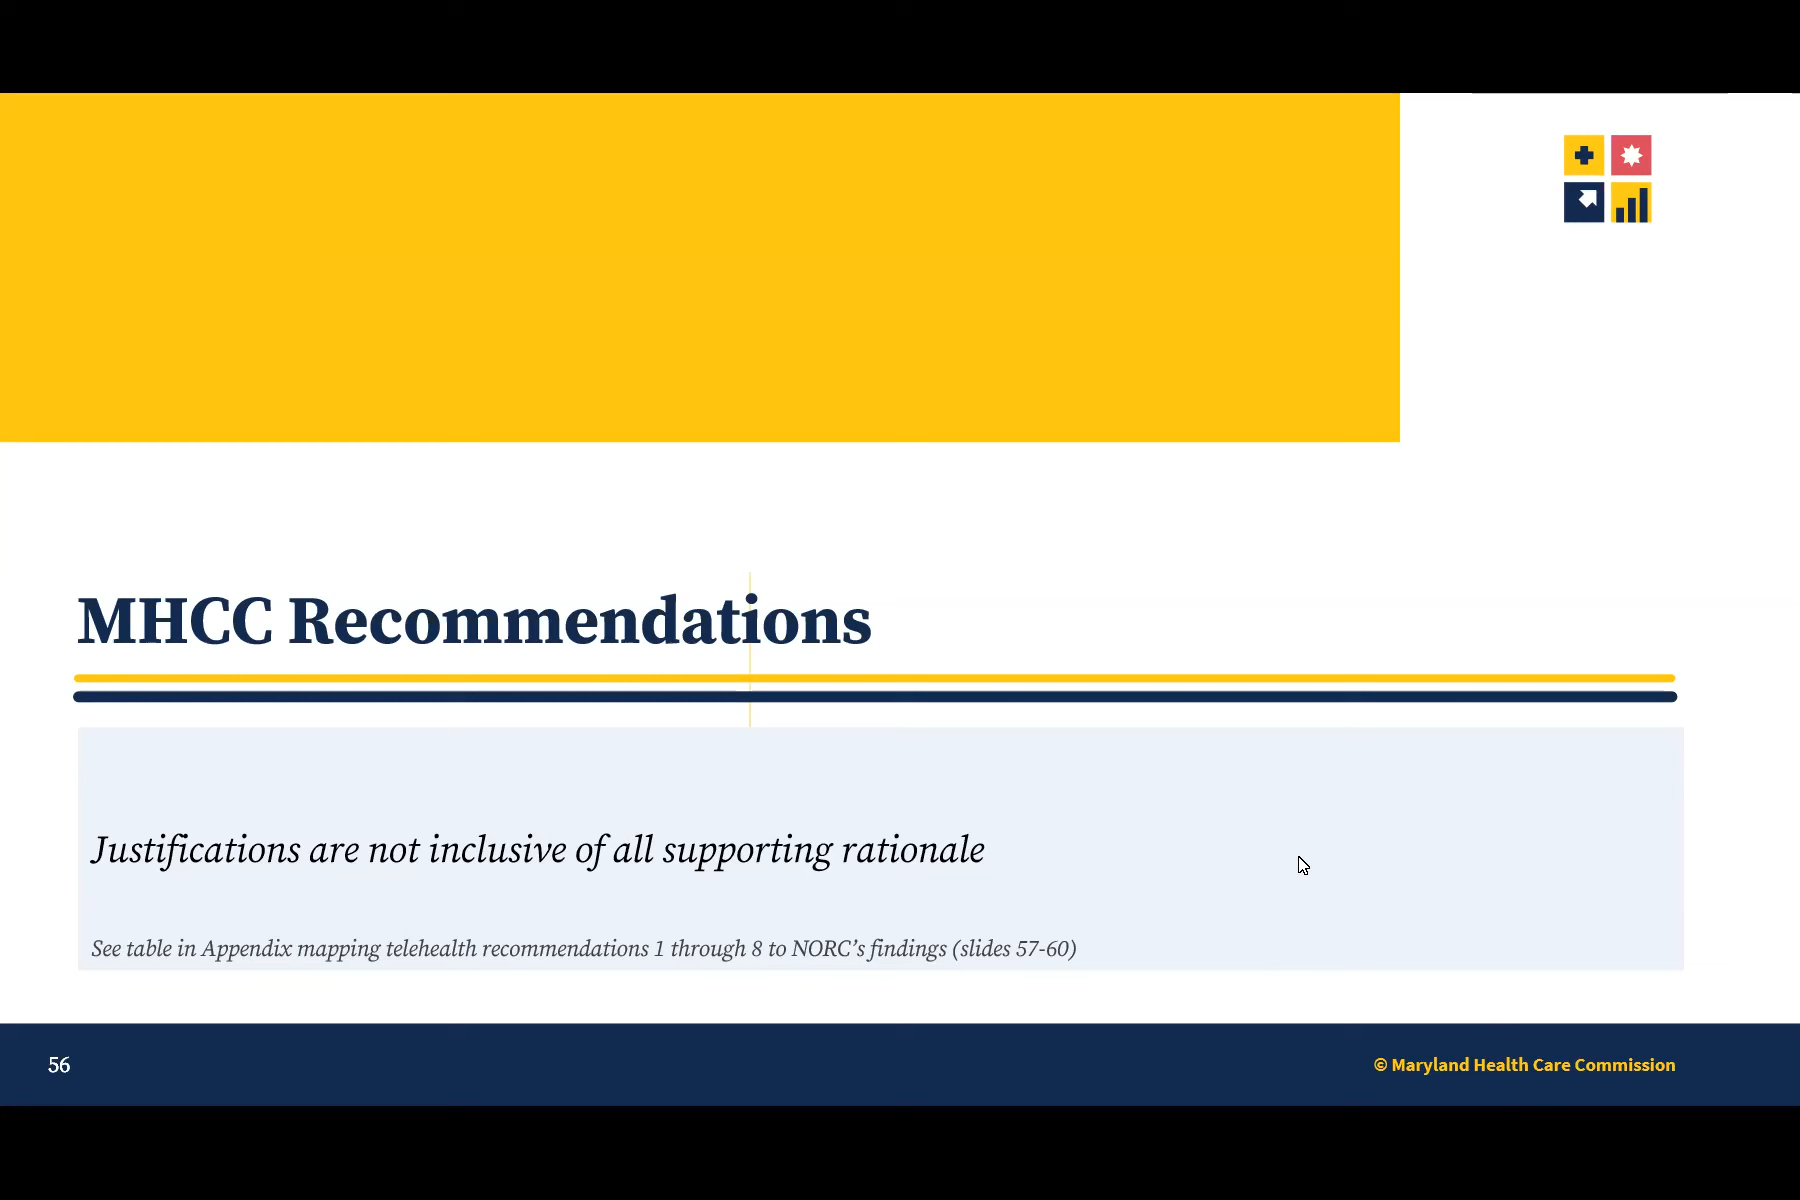 MHCC Recommendations
Justifications are not inclusive of all supporting rationale
See table in Appendix mapping telehealth recommendations 1 through 8 to NORC’s findings (slides 57-60)
56
© Maryland Health Care Commission